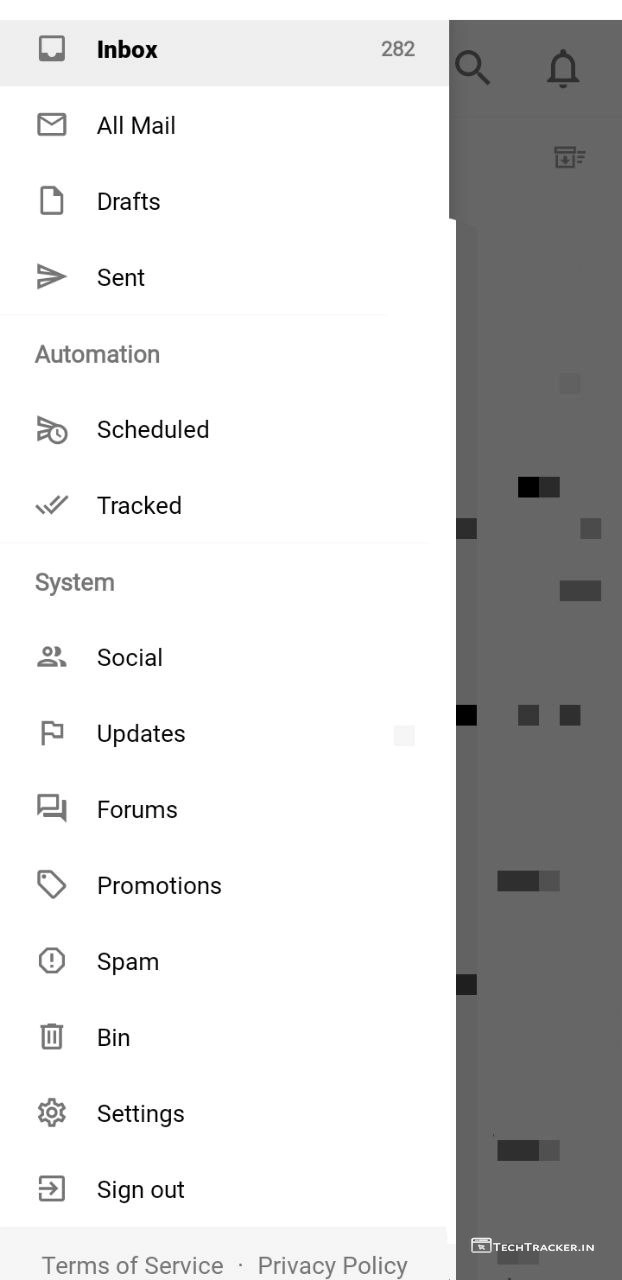 Inbox 282
All Mail
Drafts
Sent
Automation
Scheduled
Tracked
System
Social
Updates
Forums
Promotions
Spam
Bin
Settings
Sign out
Terms of Service · Privacy Policy
TECHTRACKER.IN